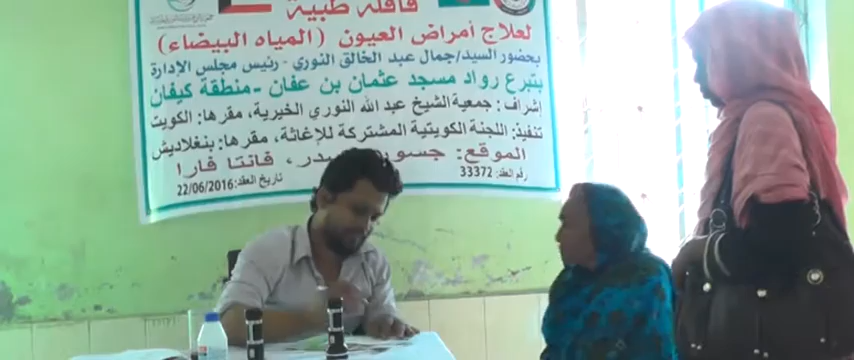 قافلة طبية
لعلاج أمراض العيون (المياه البيضاء)
بحضور السيد/جمال عبد الخالق النوري - رئيس مجلس الإدارة
بتبرع رواد مسجد عثمان بن عفان - منطقة كيفان
إشراف: جمعية الشيخ عبد الله النوري الخيرية، مقرها: الكويت
تنفيذ: اللجنة الكويتية المشتركة للإغاثة، مقرها: بنغلاديش
الموقع: جسور صدر، فانتا فارا
رقم العقد: 33372
تاريخ العقد: 22/06/2016